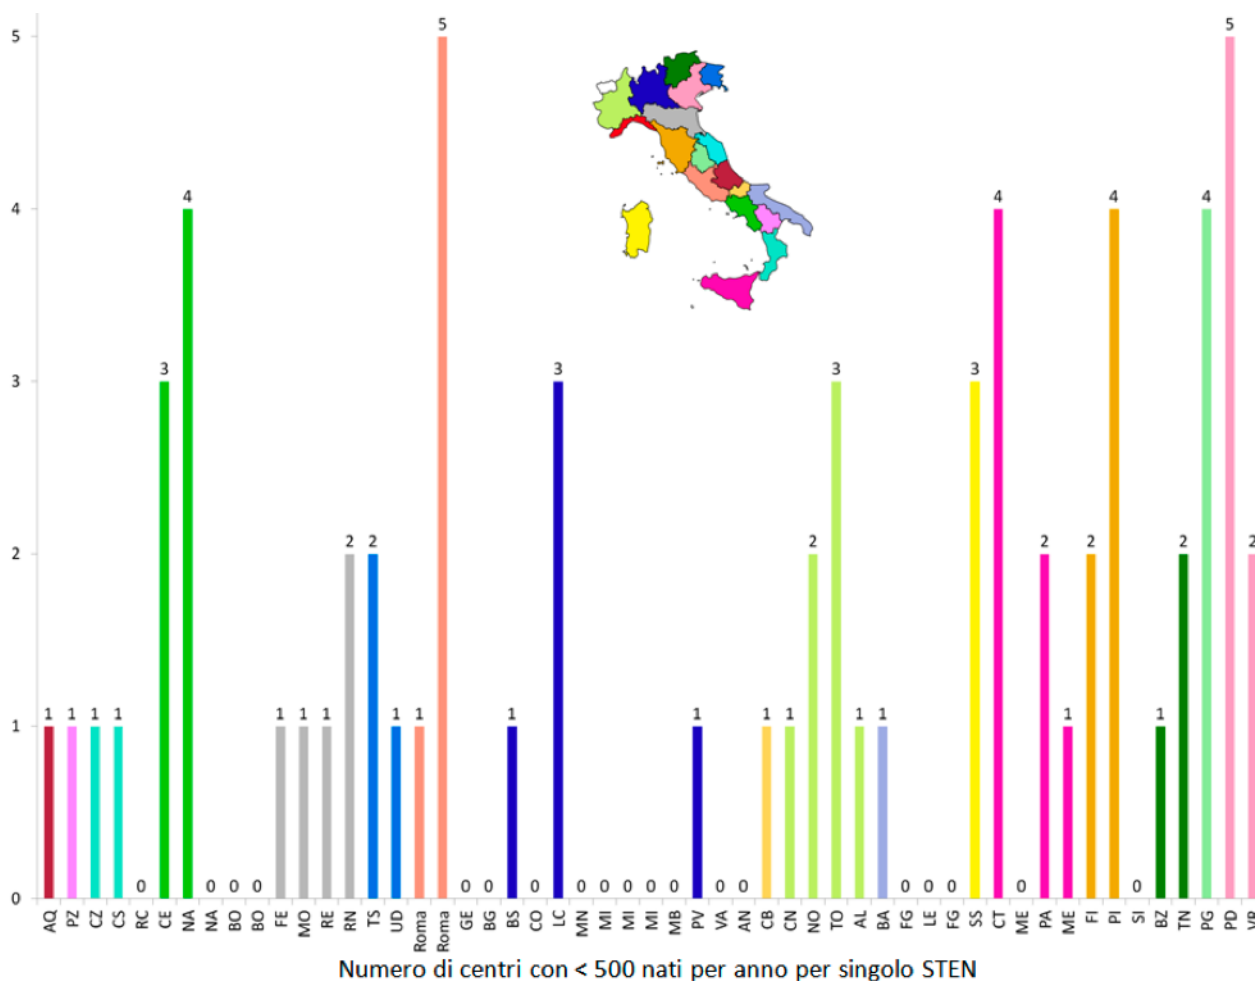 5 5
5
4 4 4 4
4
3 3 3 3
3
2 2 2 2 2 2 2
2
1 1 1 1 1 1 1 1 1 1 1 1 1 1 1 1 1
1
0 0 0 0 0 0 0 0 0 0 0 0 0 0 0 0 0 0 0
0
AQ
PZ
CZ
CS
RC
CE
NA
NA
BO
BO
FE
MO
RE
RN
TS
UD
Roma
Roma
GE
BG
BS
CO
LC
MN
MI
MI
MI
MB
PV
VA
AN
CB
CN
NO
TO
AL
BA
FG
LE
FG
SS
CT
ME
PA
ME
FI
PI
SI
BZ
TN
PG
PD
VR
Numero di centri con < 500 nati per anno per singolo STEN